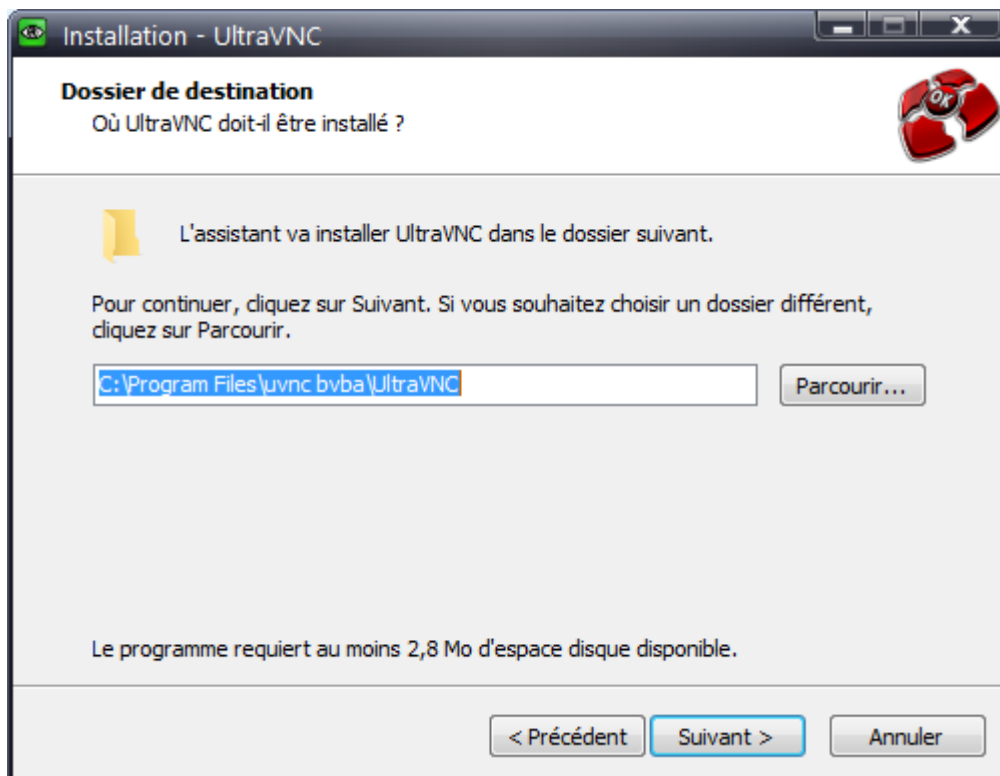 Installation - UltraVNC
Dossier de destination
Où UltraVNC doit-il être installé ?
OK
L'assistant va installer UltraVNC dans le dossier suivant.
Pour continuer, cliquez sur Suivant. Si vous souhaitez choisir un dossier différent,
cliquez sur Parcourir.
C:\Program Files\uvnc bvba\UltraVNC
Parcourir...
Le programme requiert au moins 2,8 Mo d'espace disque disponible.
< Précédent
Suivant >
Annuler